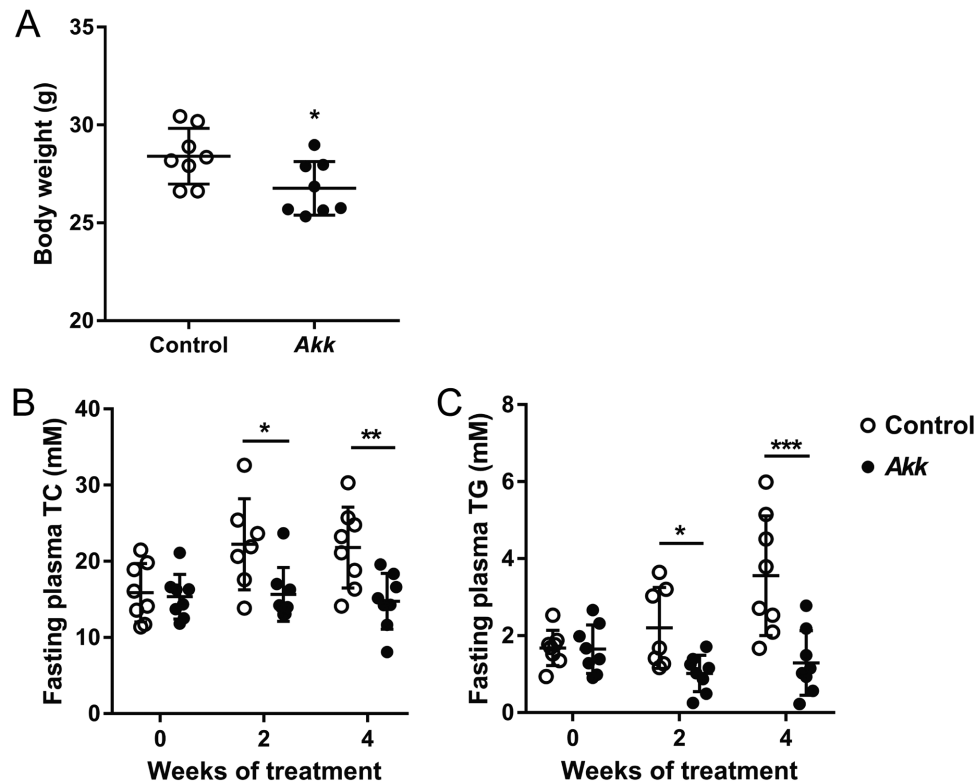 A
35
30
25
20
Body weight (g)
*
Control
Akk
B
40
30
20
10
0
Fasting plasma TC (mM)
*
**
0 2 4
Weeks of treatment
C
8
6
4
2
0
Fasting plasma TG (mM)
*
***
0 2 4
Weeks of treatment
Control
Akk